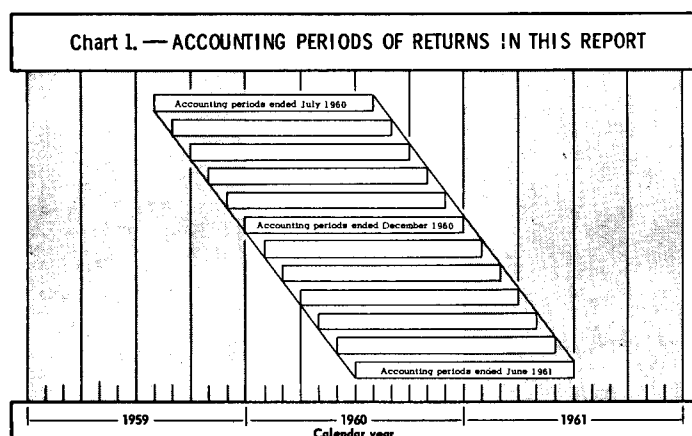 Chart 1. — ACCOUNTING PERIODS OF RETURNS IN THIS REPORT
Accounting periods ended July 1960
Accounting periods ended December 1960
Accounting periods ended June 1961
1959 1960 1961
Calendar year